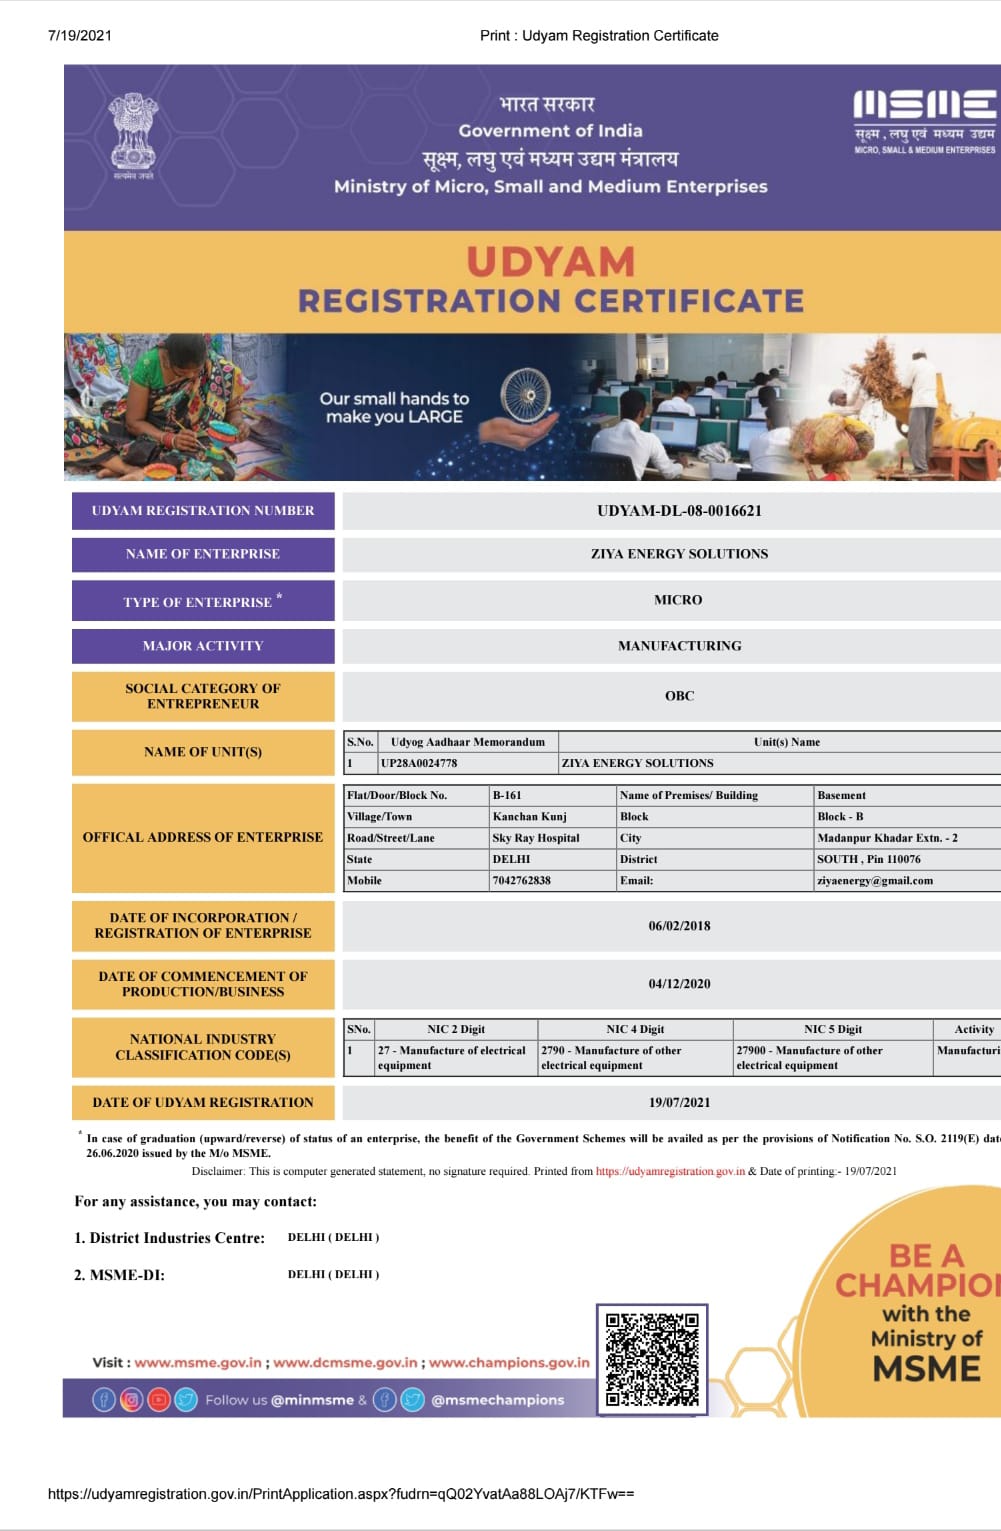 7/19/2021 Print : Udyam Registration Certificate
भारत सरकार
Government of India
सूक्ष्म, लघु एवं मध्यम उद्यम मंत्रालय
Ministry of Micro, Small and Medium Enterprises
सत्यमेव जयते
MSME
सूक्ष्म , लघु एवं मध्यम उद्यम
MICRO, SMALL & MEDIUM ENTERPRISES
UDYAM
REGISTRATION CERTIFICATE
Our small hands to
make you LARGE
UDYAM REGISTRATION NUMBER UDYAM-DL-08-0016621
NAME OF ENTERPRISE ZIYA ENERGY SOLUTIONS
TYPE OF ENTERPRISE * MICRO
MAJOR ACTIVITY MANUFACTURING
SOCIAL CATEGORY OF
ENTREPRENEUR
OBC
NAME OF UNIT(S)
S.No. Udyog Aadhaar Memorandum Unit(s) Name
1 UP28A0024778 ZIYA ENERGY SOLUTIONS
OFFICAL ADDRESS OF ENTERPRISE
Flat/Door/Block No. B-161 Name of Premises/ Building Basement
Village/Town Kanchan Kunj Block Block - B
Road/Street/Lane Sky Ray Hospital City Madanpur Khadar Extn. - 2
State DELHI District SOUTH , Pin 110076
Mobile 7042762838 Email: ziyaenergy@gmail.com
DATE OF INCORPORATION /
REGISTRATION OF ENTERPRISE
06/02/2018
DATE OF COMMENCEMENT OF
PRODUCTION/BUSINESS
04/12/2020
NATIONAL INDUSTRY
CLASSIFICATION CODE(S)
SNo. NIC 2 Digit NIC 4 Digit NIC 5 Digit Activity
1 27 - Manufacture of electrical 2790 - Manufacture of other 27900 - Manufacture of other Manufacturi
equipment electrical equipment electrical equipment
DATE OF UDYAM REGISTRATION 19/07/2021
* In case of graduation (upward/reverse) of status of an enterprise, the benefit of the Government Schemes will be availed as per the provisions of Notification No. S.O. 2119(E) date
26.06.2020 issued by the M/o MSME.
Disclaimer: This is computer generated statement, no signature required. Printed from https://udyamregistration.gov.in & Date of printing:- 19/07/2021
For any assistance, you may contact:
1. District Industries Centre: DELHI ( DELHI )
2. MSME-DI: DELHI ( DELHI )
BE A
CHAMPION
with the
Ministry of
MSME
Visit : www.msme.gov.in ; www.dcmsme.gov.in ; www.champions.gov.in
Follow us @minmsme & @msmechampions
https://udyamregistration.gov.in/PrintApplication.aspx?fudrn=qQ02YvatAa88LOAj7/KTFw==